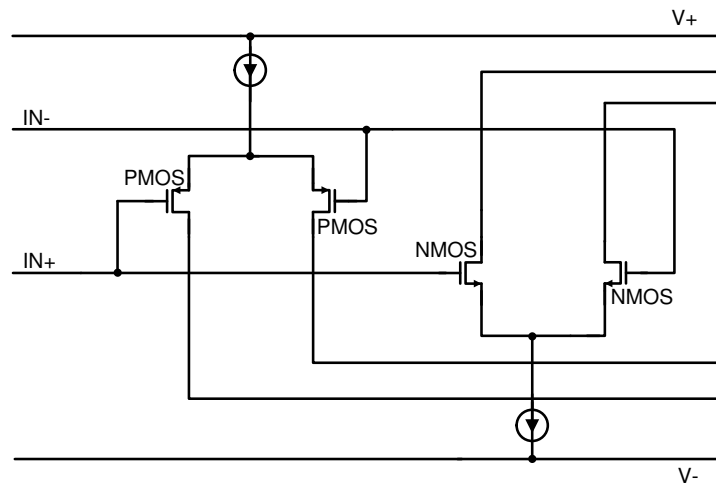 V+
IN-
PMOS
PMOS
NMOS
IN+
NMOS
V-